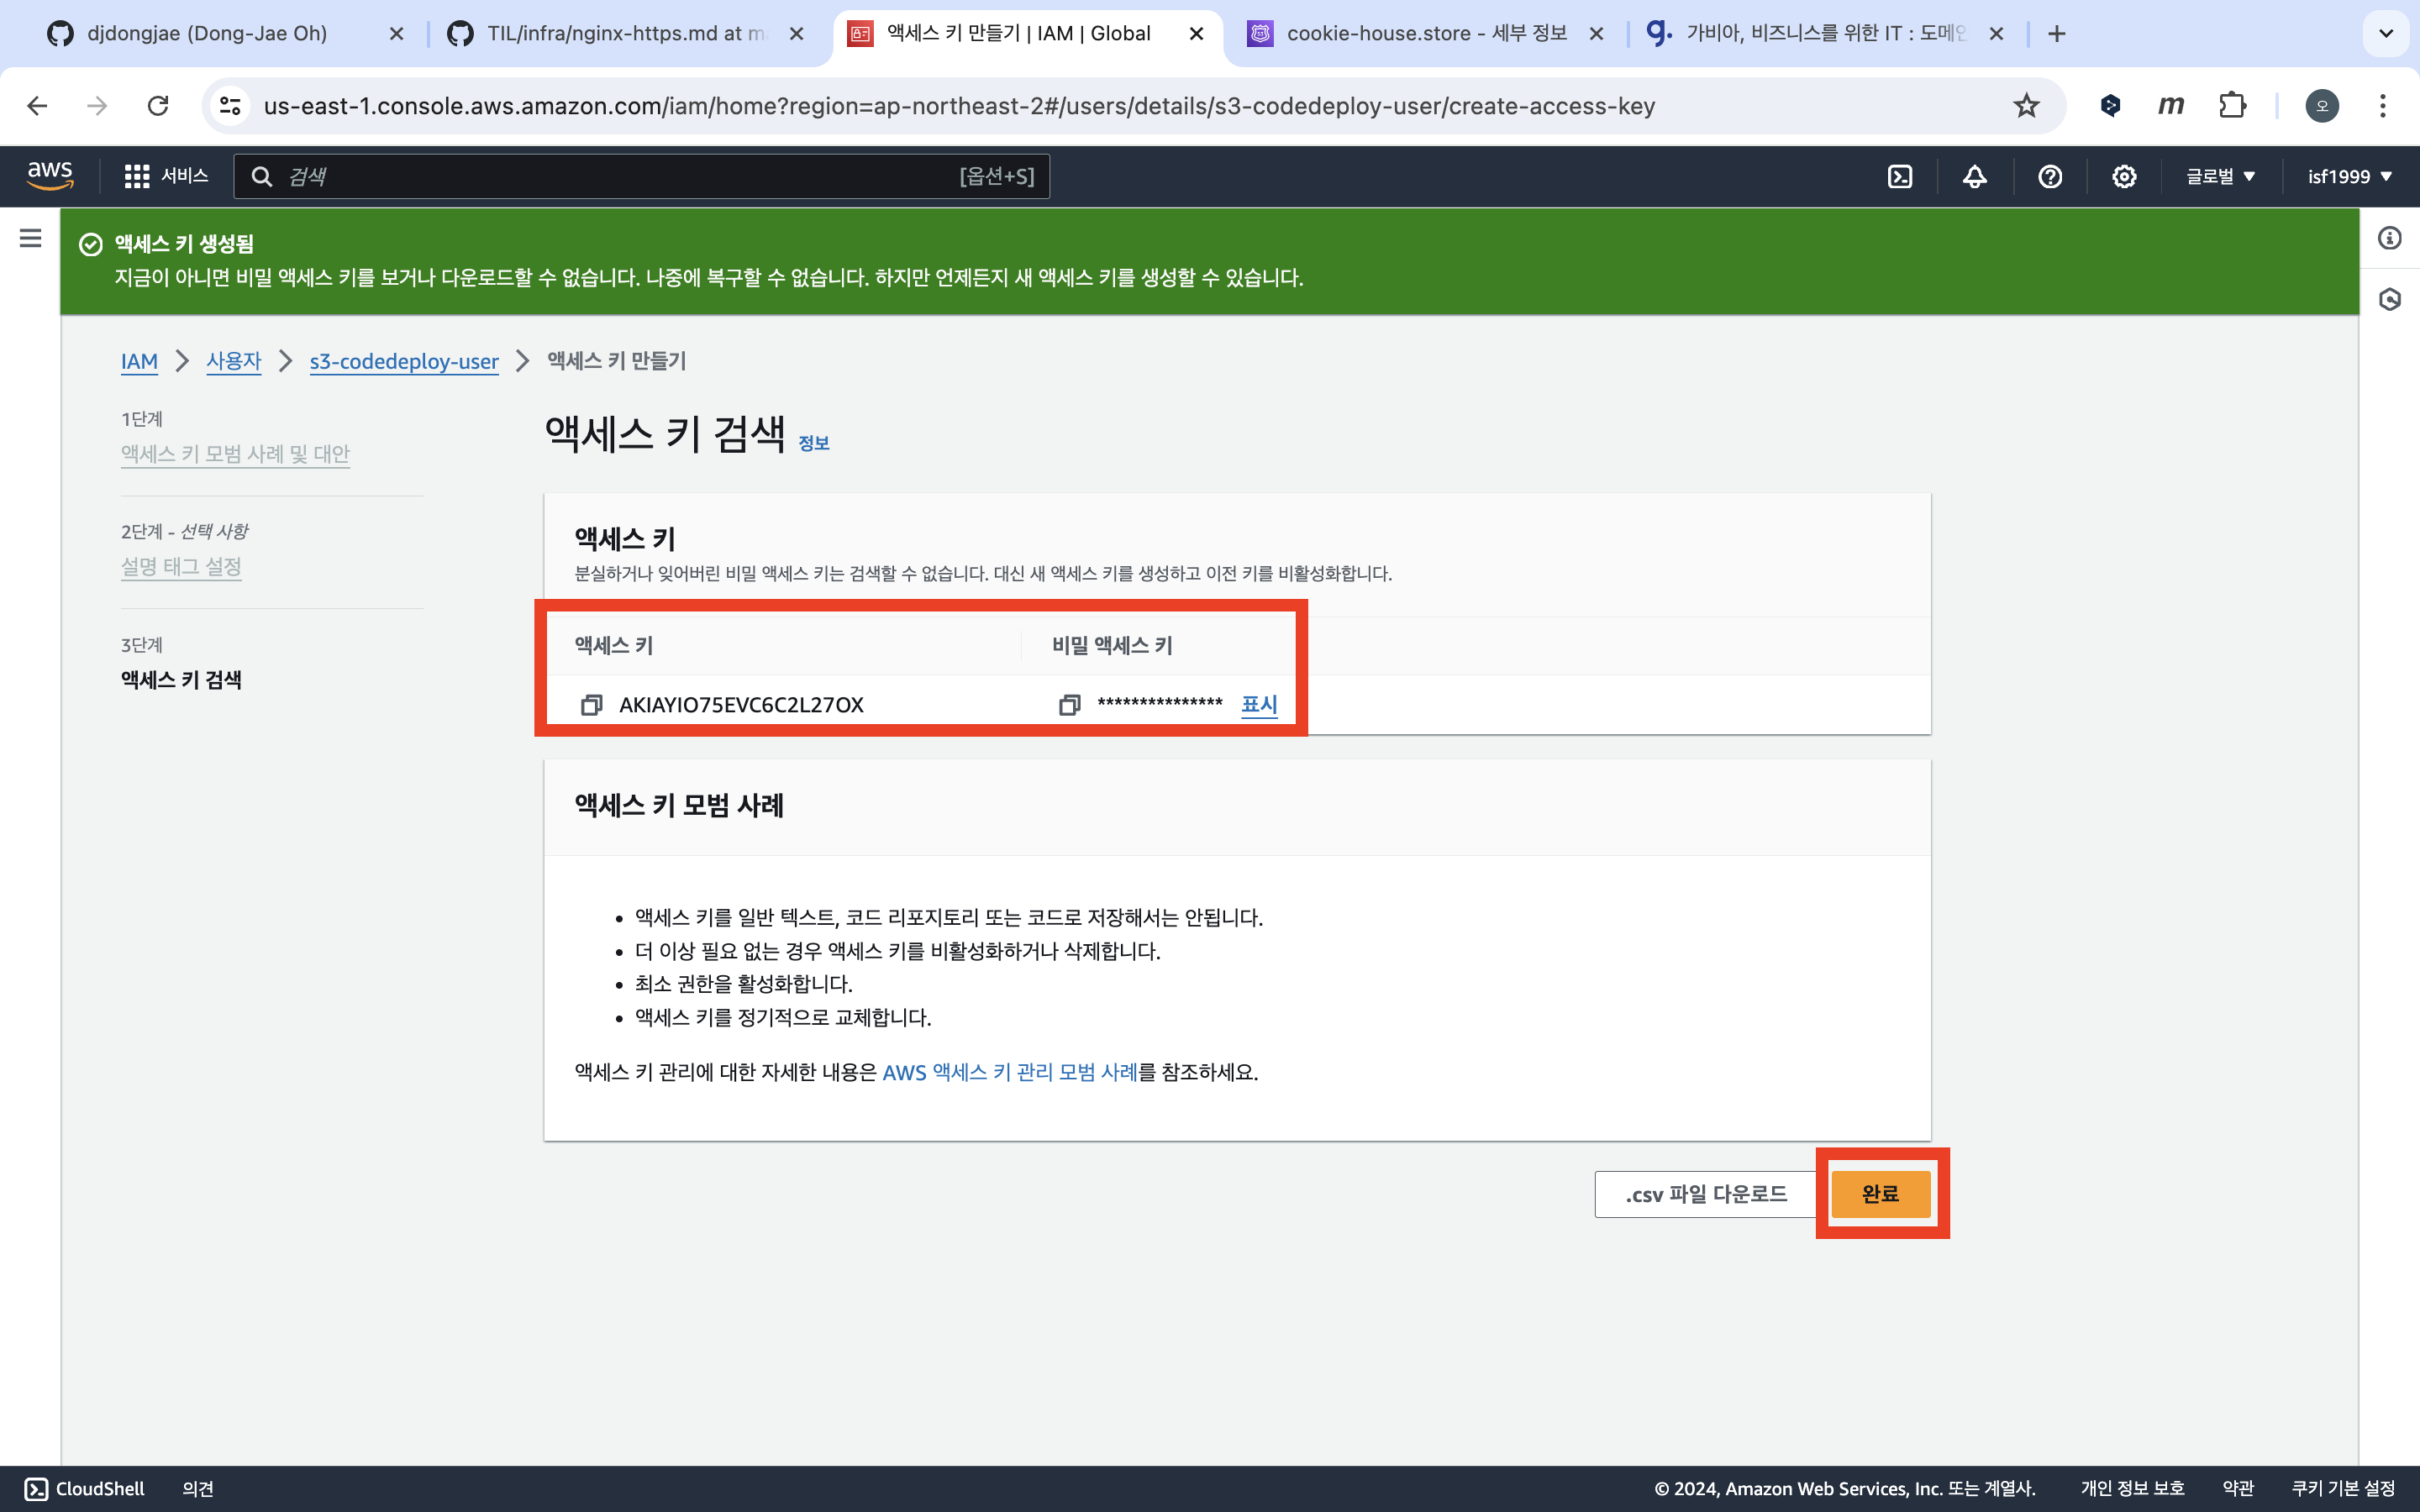 djdongjae (Dong-Jae Oh)
TIL/infra/nginx-https.md at m
액세스 키 만들기 | IAM | Global
cookie-house.store - 세부 정보
g.
가비아, 비즈니스를 위한 IT : 도메인
us-east-1.console.aws.amazon.com/iam/home?region=ap-northeast-2#/users/details/s3-codedeploy-user/create-access-key
m
오
aws
서비스
검색
[옵션+S]
글로벌
isf1999
액세스 키 생성됨
지금이 아니면 비밀 액세스 키를 보거나 다운로드할 수 없습니다. 나중에 복구할 수 없습니다. 하지만 언제든지 새 액세스 키를 생성할 수 있습니다.
IAM
사용자
s3-codedeploy-user
액세스 키 만들기
1단계
액세스 키 모범 사례 및 대안
2단계 - 선택 사항
설명 태그 설정
3단계
액세스 키 검색
액세스 키 검색 정보
액세스 키
분실하거나 잊어버린 비밀 액세스 키는 검색할 수 없습니다. 대신 새 액세스 키를 생성하고 이전 키를 비활성화합니다.
액세스 키
비밀 액세스 키
AKIAYIO75EVC6C2L27OX
*************** 표시
액세스 키 모범 사례
• 액세스 키를 일반 텍스트, 코드 리포지토리 또는 코드로 저장해서는 안됩니다.
• 더 이상 필요 없는 경우 액세스 키를 비활성화하거나 삭제합니다.
• 최소 권한을 활성화합니다.
• 액세스 키를 정기적으로 교체합니다.
액세스 키 관리에 대한 자세한 내용은 AWS 액세스 키 관리 모범 사례를 참조하세요.
.csv 파일 다운로드
완료
CloudShell
의견
© 2024, Amazon Web Services, Inc. 또는 계열사.
개인 정보 보호
약관
쿠키 기본 설정